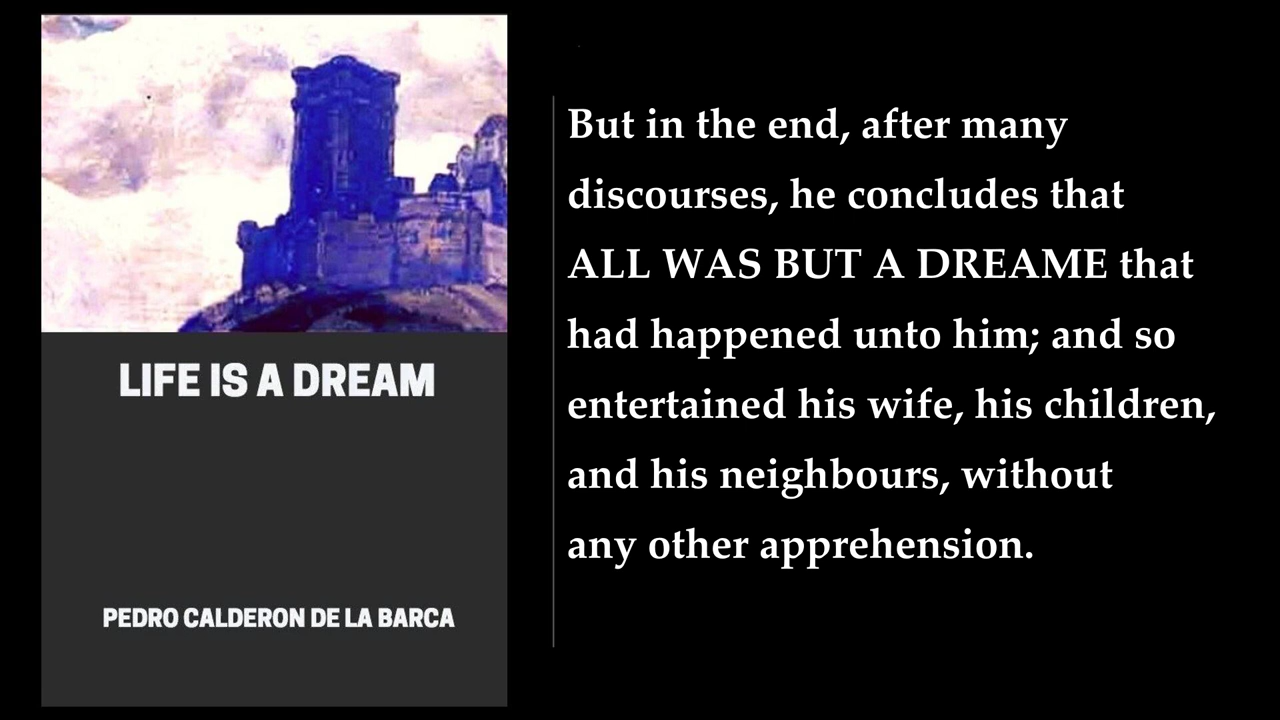 LIFE IS A DREAM
PEDRO CALDERON DE LA BARCA
But in the end, after many
discourses, he concludes that
ALL WAS BUT A DREAME that
had happened unto him; and so
entertained his wife, his children,
and his neighbours, without
any other apprehension.